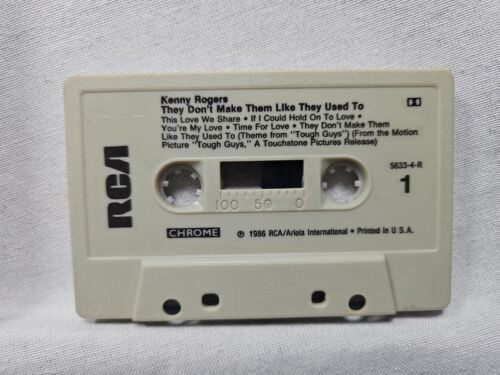 Kenny Rogers
They Don't Make Them Like They Used To
This Love We Share • If I Could Hold On To Love •
You're My Love • Time For Love • They Don't Make Them
Like They Used To (Theme from "Tough Guys") (From the Motion
Picture "Tough Guys," A Touchstone Pictures Release)
5633-4-R
1
RCA
100 50 0
CHROME
℗ 1986 RCA/Ariola International • Printed in U.S.A.